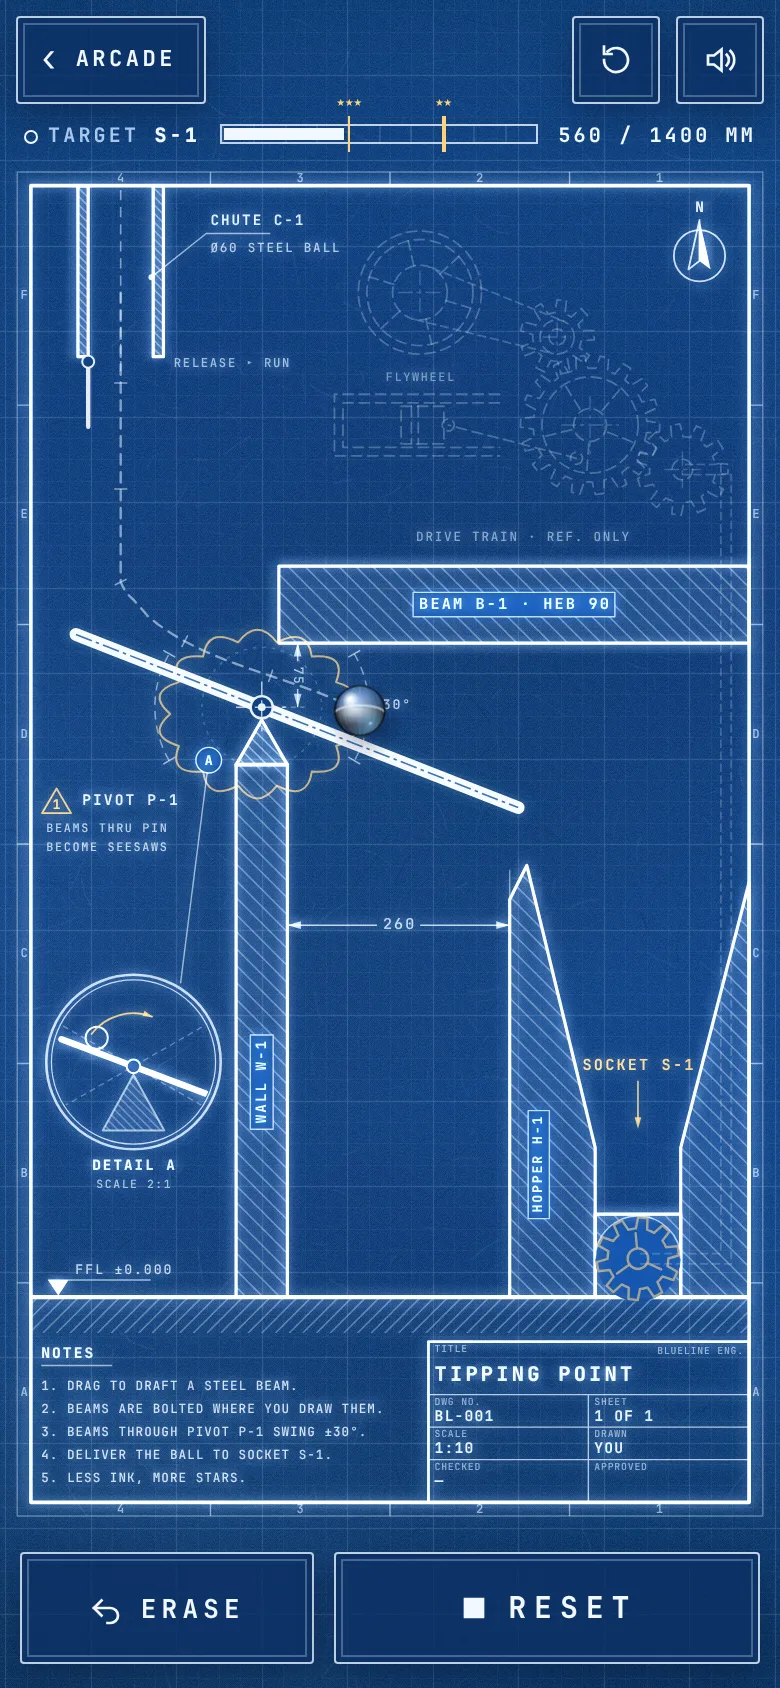 ‹ ARCADE
★★★
★★
TARGET S-1
560 / 1400 MM
4
3
2
1
N
CHUTE C-1
Ø60 STEEL BALL
F
F
RELEASE ▸ RUN
FLYWHEEL
E
E
DRIVE TRAIN · REF. ONLY
BEAM B-1 · HEB 90
75
30°
D
D
A
1
PIVOT P-1
BEAMS THRU PIN
BECOME SEESAWS
260
C
C
WALL W-1
SOCKET S-1
HOPPER H-1
DETAIL A
SCALE 2:1
B
B
FFL ±0.000
NOTES
1. DRAG TO DRAFT A STEEL BEAM.
2. BEAMS ARE BOLTED WHERE YOU DRAW THEM.
3. BEAMS THROUGH PIVOT P-1 SWING ±30°.
4. DELIVER THE BALL TO SOCKET S-1.
5. LESS INK, MORE STARS.
TITLE
BLUELINE ENG.
TIPPING POINT
DWG NO.
BL-001
SHEET
1 OF 1
SCALE
1:10
DRAWN
YOU
CHECKED
—
APPROVED
A
A
4
3
2
1
ERASE
RESET